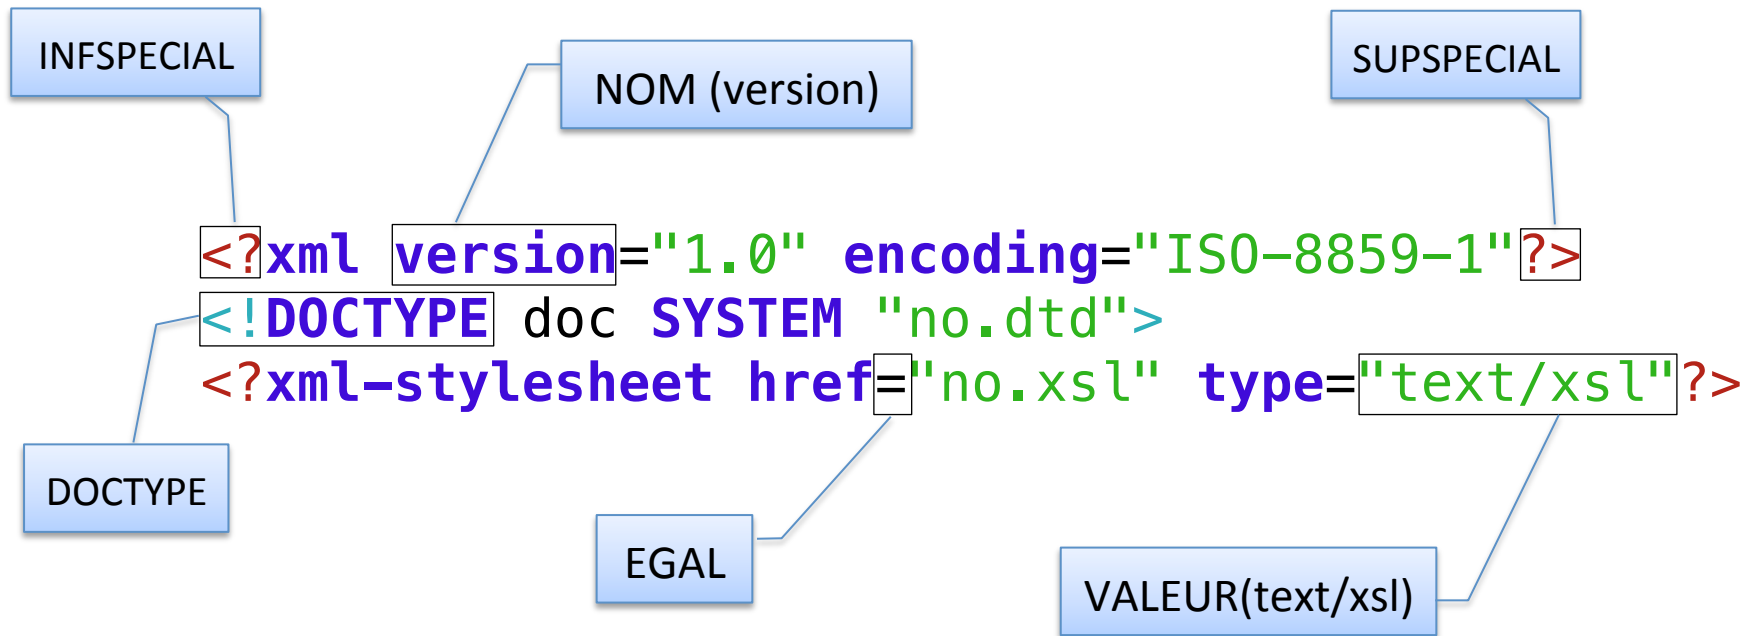 INFSPECIAL
NOM (version)
SUPSPECIAL
<?xml version="1.0" encoding="ISO-8859-1"?>
<!DOCTYPE doc SYSTEM "no.dtd">
<?xml-stylesheet href="no.xsl" type="text/xsl"?>
DOCTYPE
EGAL
VALEUR(text/xsl)